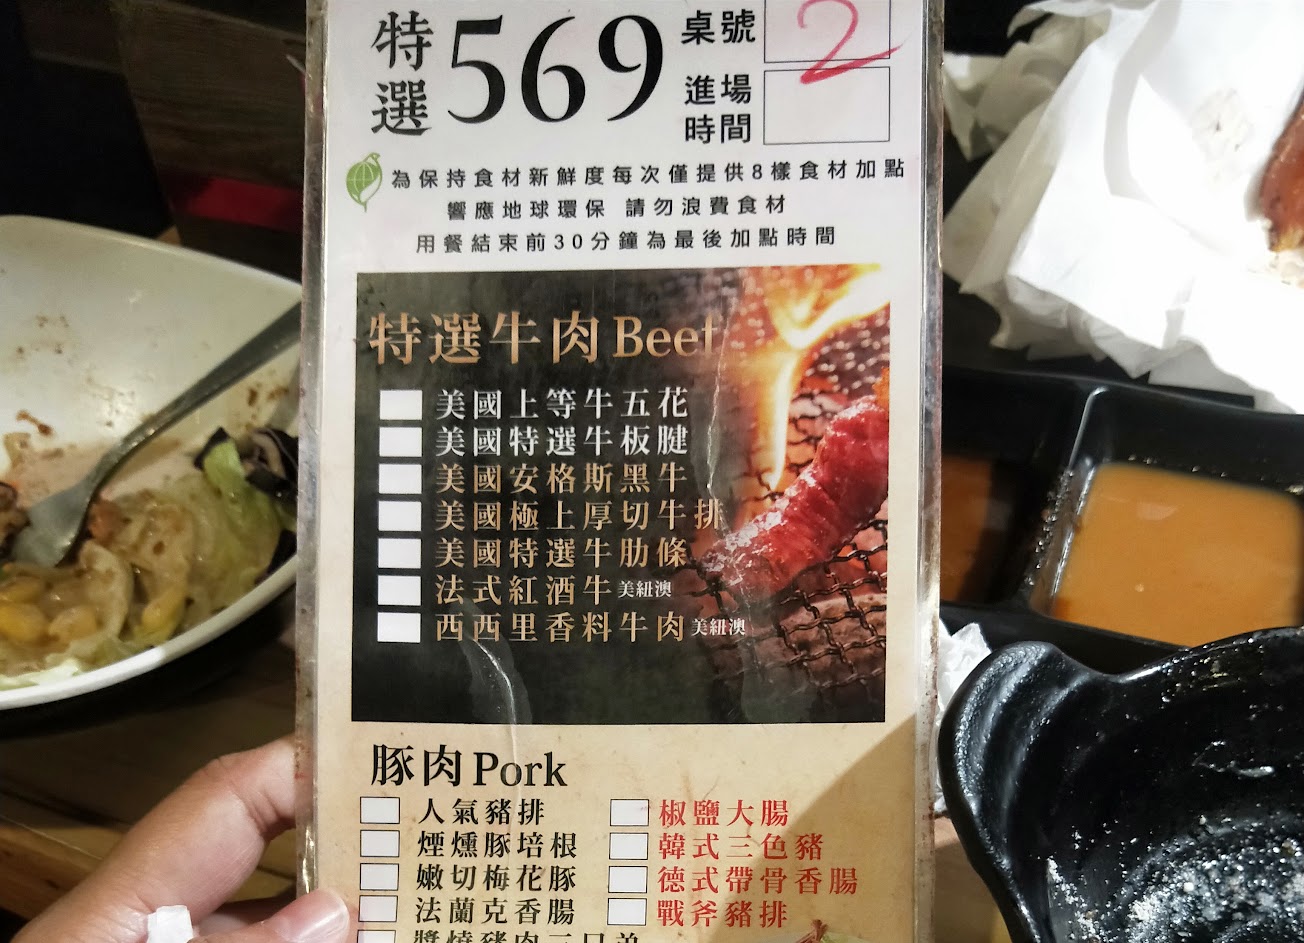 特選 569 桌號 2
進場時間
為保持食材新鮮度每次僅提供8樣食材加點
響應地球環保 請勿浪費食材
用餐結束前30分鐘為最後加點時間
特選牛肉Beef
美國上等牛五花
美國特選牛板腱
美國安格斯黑牛
美國極上厚切牛排
美國特選牛肋條
法式紅酒牛 美紐澳
西西里香料牛肉 美紐澳
豚肉Pork
人氣豬排
煙燻豚培根
嫩切梅花豚
法蘭克香腸
醬燒豬肉三兄弟
椒鹽大腸
韓式三色豬
德式帶骨香腸
戰斧豬排